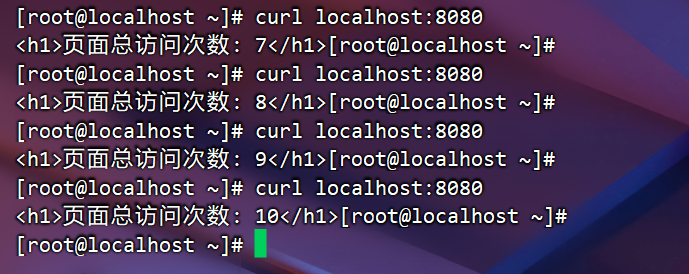 [root@localhost ~]# curl localhost:8080
<h1>页面总访问次数: 7</h1>[root@localhost ~]#
[root@localhost ~]# curl localhost:8080
<h1>页面总访问次数: 8</h1>[root@localhost ~]#
[root@localhost ~]# curl localhost:8080
<h1>页面总访问次数: 9</h1>[root@localhost ~]#
[root@localhost ~]# curl localhost:8080
<h1>页面总访问次数: 10</h1>[root@localhost ~]#
[root@localhost ~]#